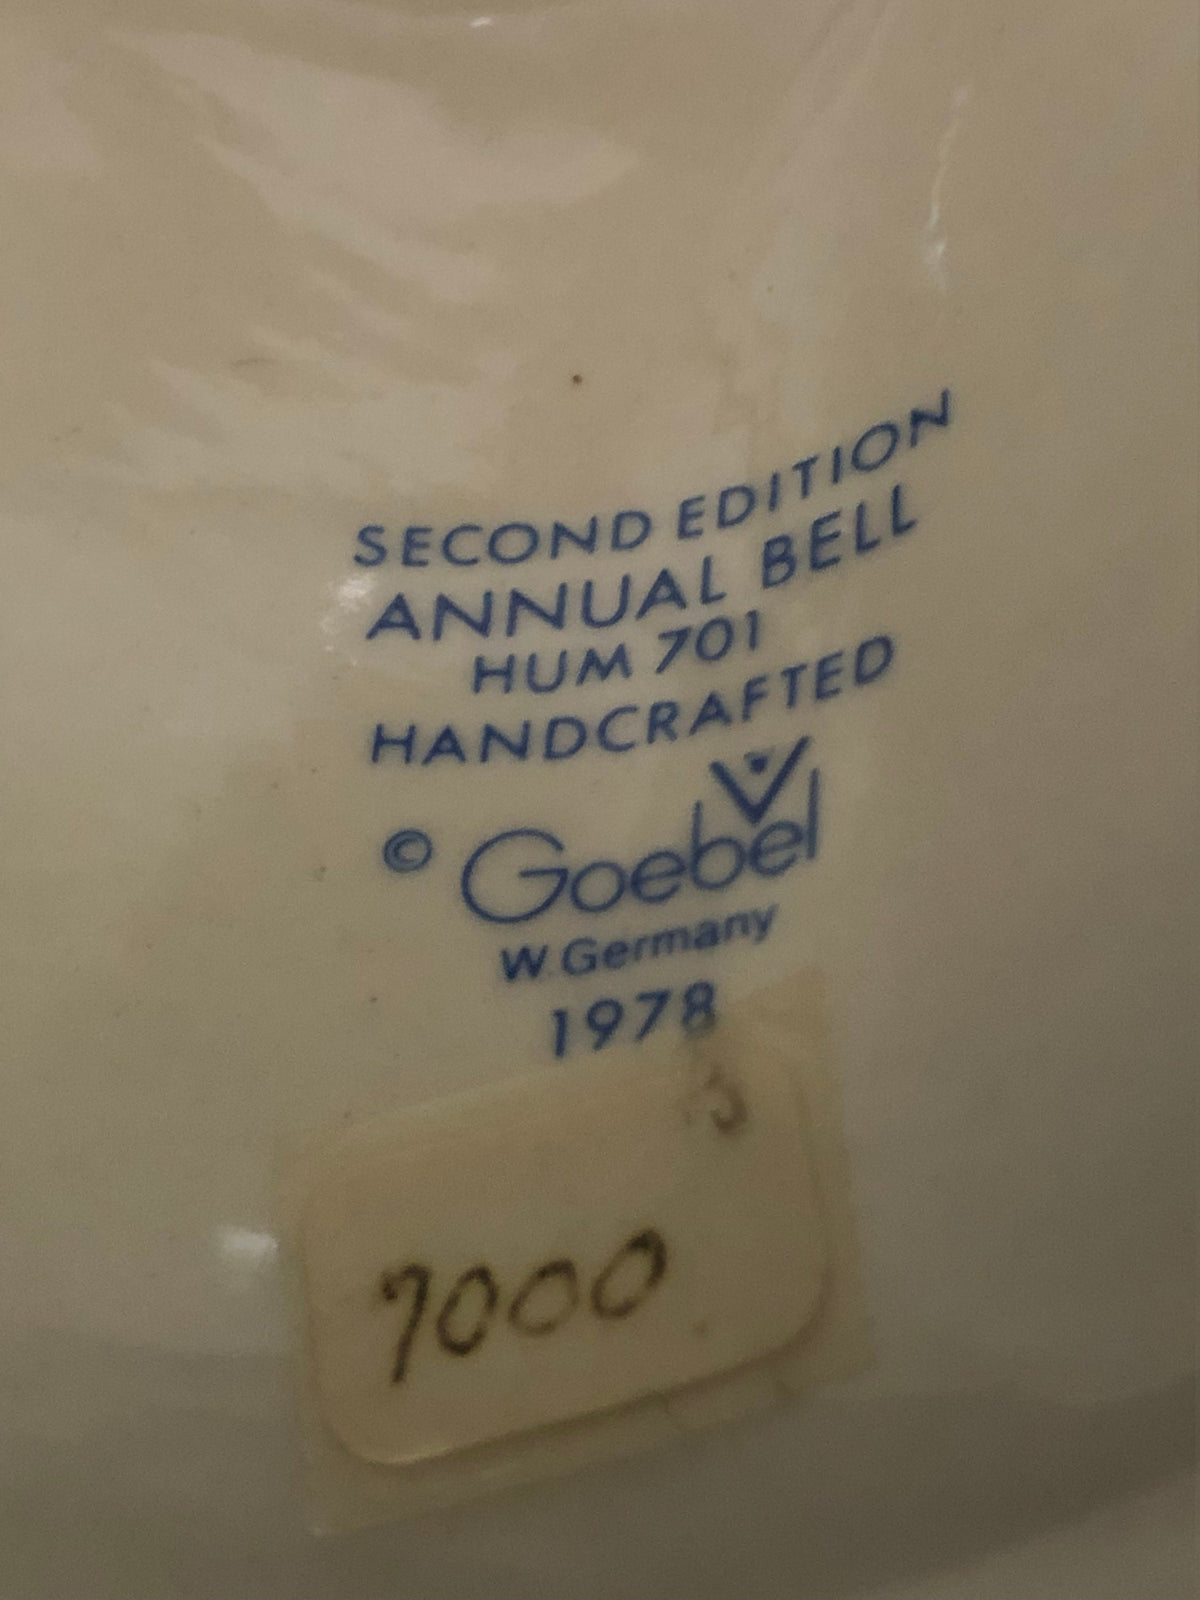 SECOND EDITION
ANNUAL BELL
HUM 701
HANDCRAFTED
© Goebel
W. Germany
1978
7000